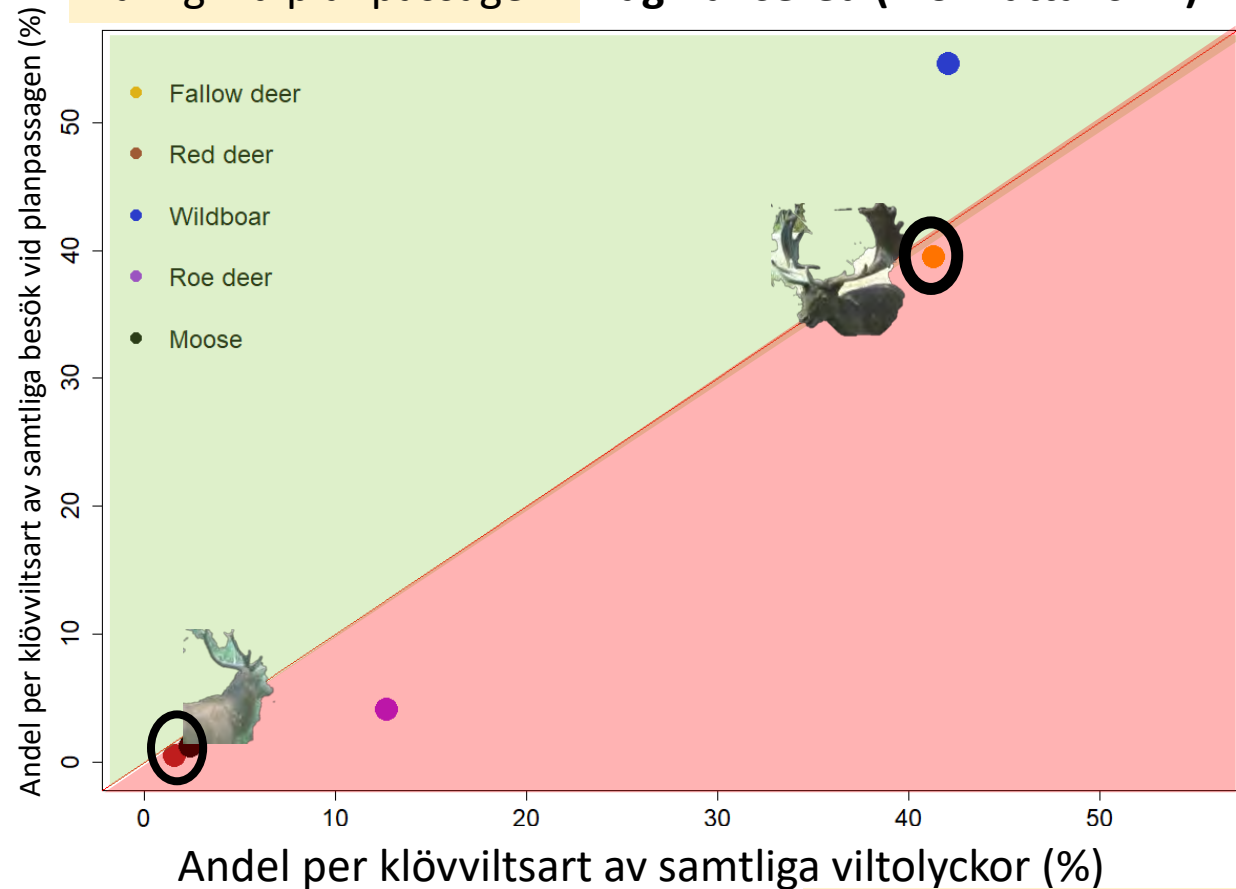 Andel per klövviltsart av samtliga besök vid planpassagen (%)
50
40
30
20
10
0
Fallow deer
Red deer
Wildboar
Roe deer
Moose
0 10 20 30 40 50
Andel per klövviltsart av samtliga viltolyckor (%)